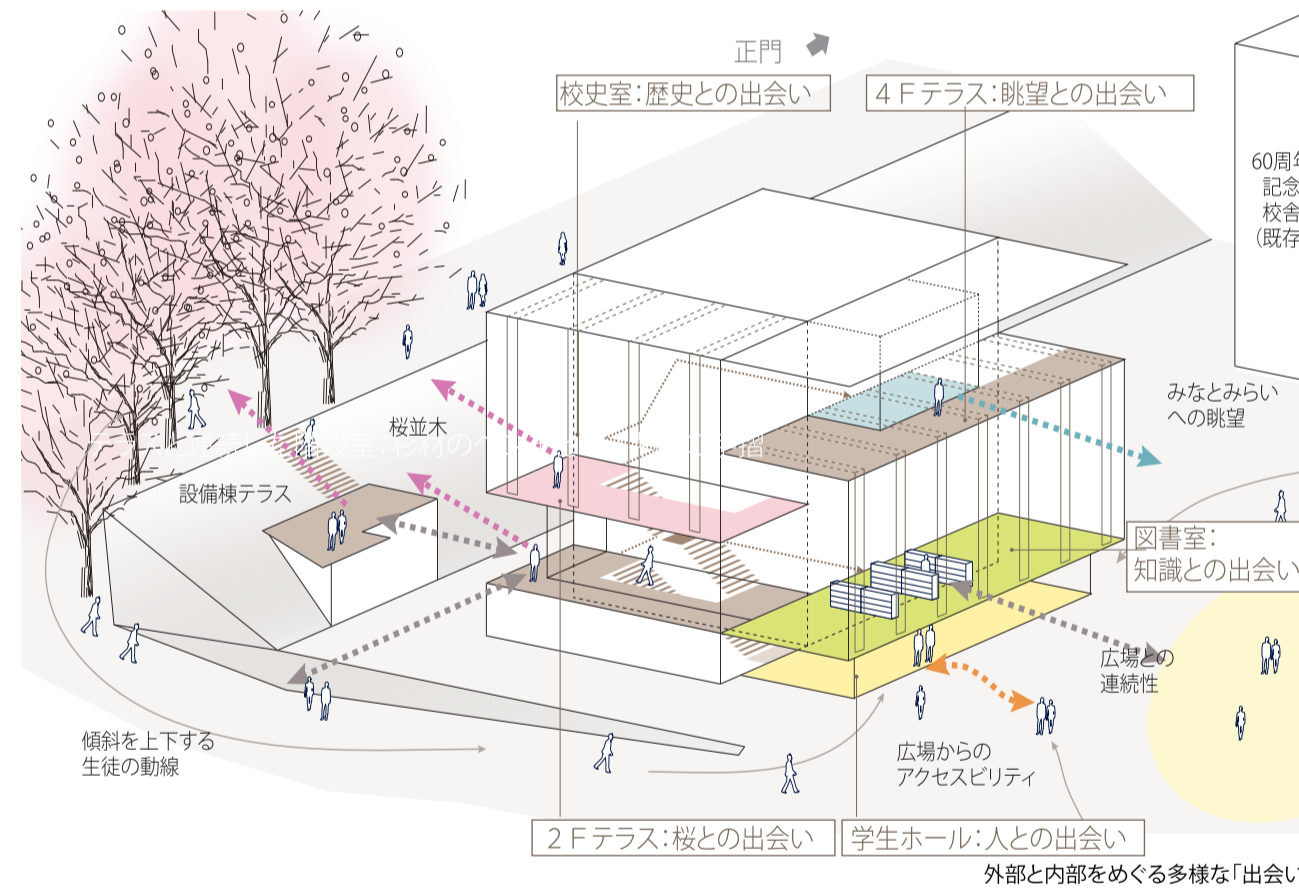 正門
校史室：歴史との出会い
４Ｆテラス：眺望との出会い
60周年
記念
校舎
（既存
みなとみらい
への眺望
桜並木
設備棟テラス
図書室：
知識との出会い
広場との
連続性
傾斜を上下する
生徒の動線
広場からの
アクセスビリティ
２Ｆテラス：桜との出会い
学生ホール：人との出会い
外部と内部をめぐる多様な「出会い